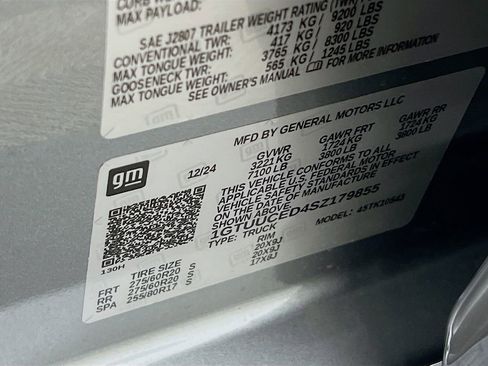 MAX PAYLOAD:
SAE J2807 TRAILER WEIGHT RATING (TWR)
CONVENTIONAL TWR: 4173 KG / 9200 LBS
MAX TONGUE WEIGHT: 417 KG / 920 LBS
GOOSENECK TWR: 3765 KG / 8300 LBS
MAX TONGUE WEIGHT: 565 KG / 1245 LBS
SEE OWNER'S MANUAL gm FOR MORE INFORMATION
gm
12/24
MFD BY GENERAL MOTORS LLC
GVWR GAWR FRT GAWR RR
3221 KG 1724 KG 1724 KG
7100 LB 3800 LB 3800 LB
THIS VEHICLE CONFORMS TO ALL
APPLICABLE U.S. FEDERAL MOTOR
VEHICLE SAFETY STANDARDS IN EFFECT
ON THE DATE OF MANUFACTURE
SHOWN ABOVE.
1GTUUCED4SZ179855
TYPE: TRUCK MODEL: 4STK10543
130H
TIRE SIZE RIM
FRT 275/60R20 S 20X9J
RR 275/60R20 S 20X9J
SPA 255/80R17 S 17X8J